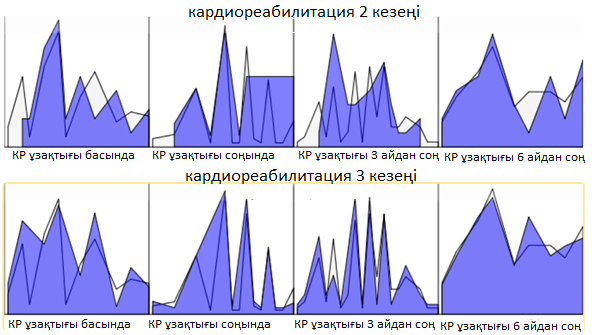 кардиореабилитация 2 кезеңі
КР ұзақтығы басында
КР ұзақтығы соңында
КР ұзақтығы 3 айдан соң
КР ұзақтығы 6 айдан соң
кардиореабилитация 3 кезеңі
КР ұзақтығы басында
КР ұзақтығы соңында
КР ұзақтығы 3 айдан соң
КР ұзақтығы 6 айдан соң